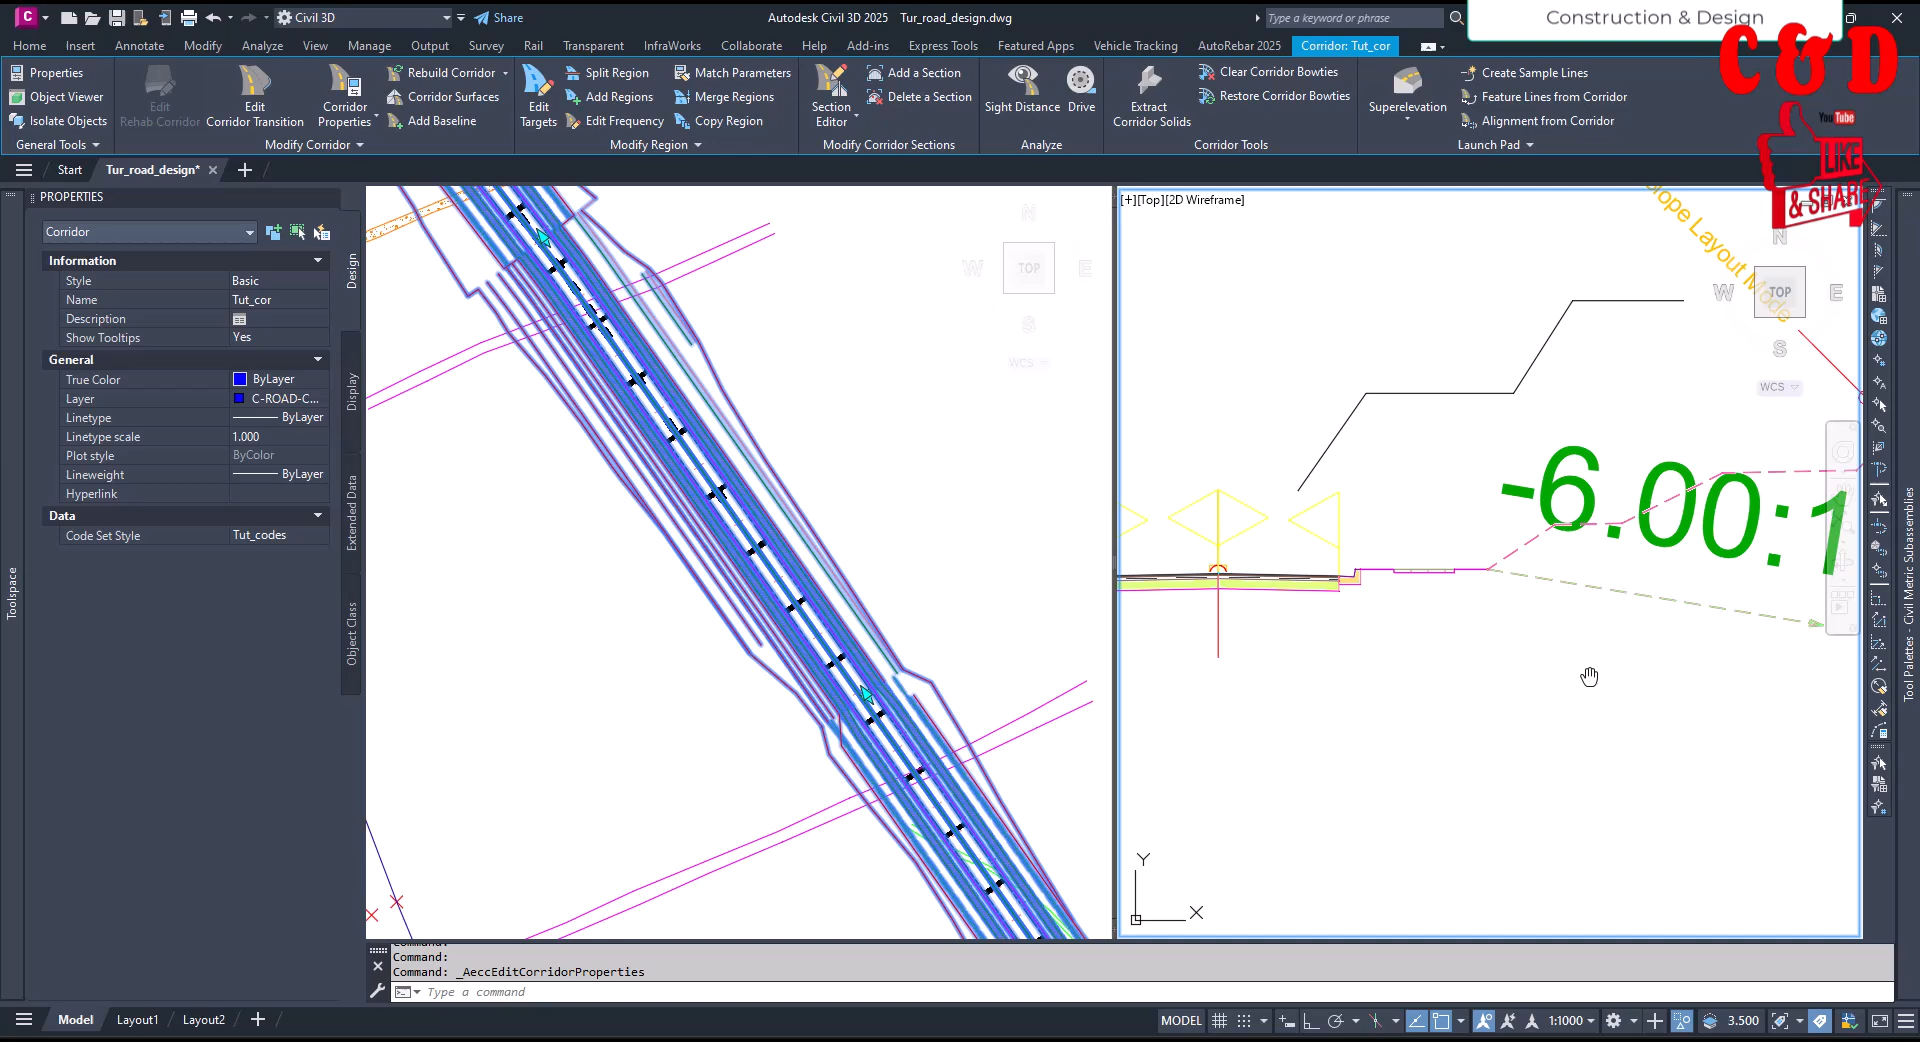 Civil 3D
Share
Autodesk Civil 3D 2025 Tur_road_design.dwg
Type a keyword or phrase
Construction & Design
Home Insert Annotate Modify Analyze View Manage Output Survey Rail Transparent InfraWorks Collaborate Help Add-ins Express Tools Featured Apps Vehicle Tracking AutoRebar 2025 Corridor: Tut_cor
C & D
Properties
Object Viewer
Isolate Objects
General Tools
Edit
Rehab Corridor
Edit
Corridor Transition
Corridor
Properties
Rebuild Corridor
Corridor Surfaces
Add Baseline
Modify Corridor
Edit
Targets
Split Region
Add Regions
Edit Frequency
Match Parameters
Merge Regions
Copy Region
Modify Region
Section
Editor
Add a Section
Delete a Section
Modify Corridor Sections
Sight Distance
Drive
Analyze
Extract
Corridor Solids
Clear Corridor Bowties
Restore Corridor Bowties
Corridor Tools
Superelevation
Create Sample Lines
Feature Lines from Corridor
Alignment from Corridor
Launch Pad
You Tube
LIKE
& SHARE
Start Tur_road_design*
PROPERTIES
Corridor
Information
Style Basic
Name Tut_cor
Description
Show Tooltips Yes
General
True Color ByLayer
Layer C-ROAD-C...
Linetype ByLayer
Linetype scale 1.000
Plot style ByColor
Lineweight ByLayer
Hyperlink
Data
Code Set Style Tut_codes
Design
Display
Extended Data
Object Class
Toolspace
N
W TOP E
S
WCS
[+][Top][2D Wireframe]
lope Layout Mode
N
W TOP E
S
WCS
-6.00:1
Y
X
Tool Palettes - Civil Metric Subassemblies
Command:
Command:
Command: _AeccEditCorridorProperties
Type a command
Model Layout1 Layout2
MODEL
1:1000
3.500